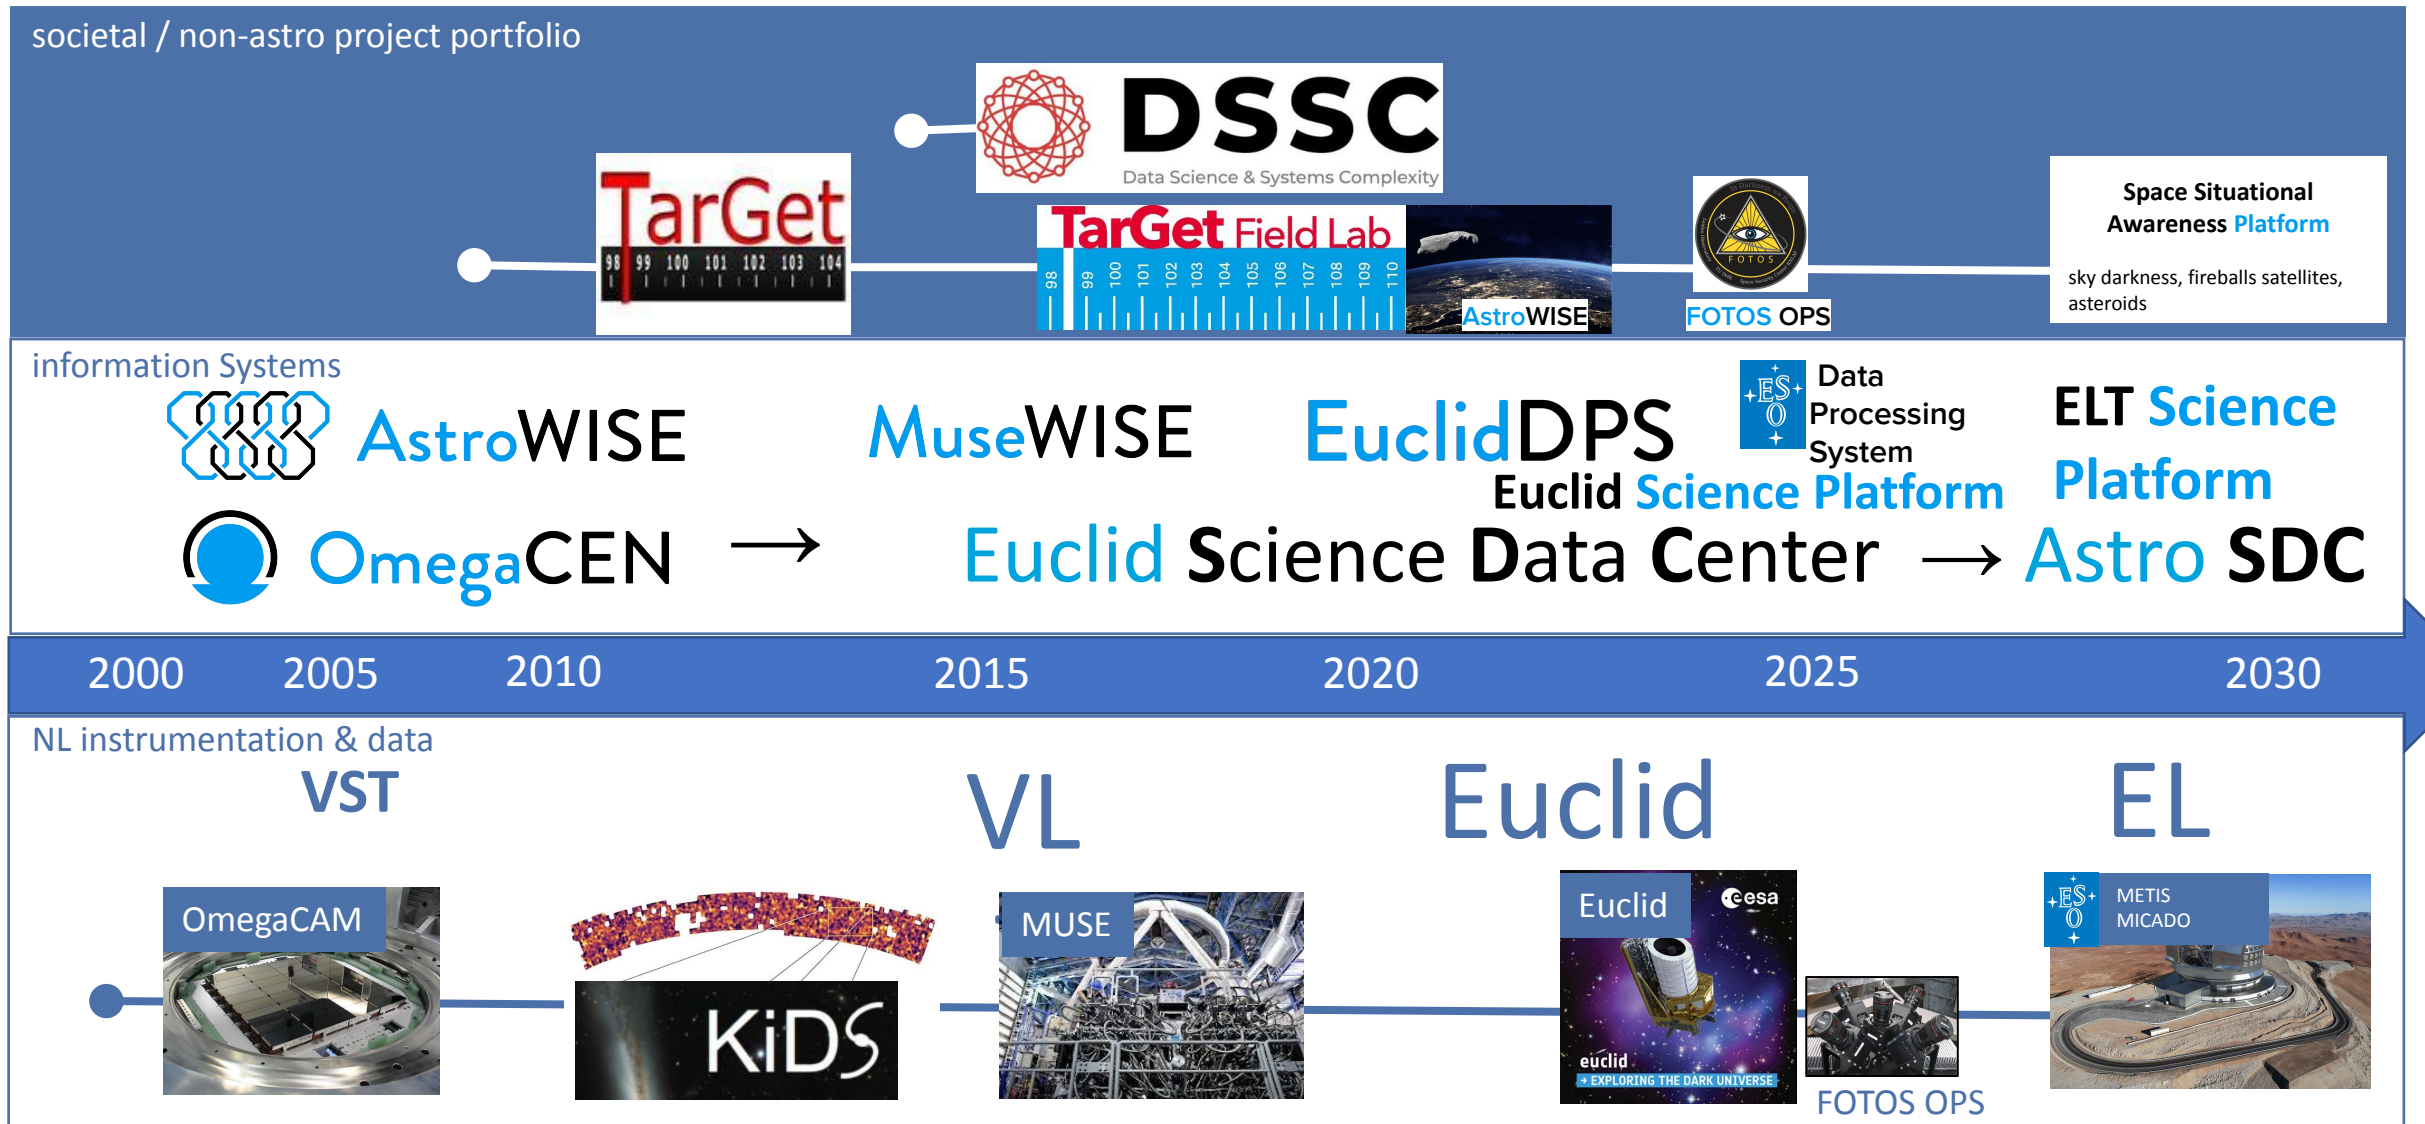 societal / non-astro project portfolio
DSSC
Data Science & Systems Complexity
TarGet
98 99 100 101 102 103 104
TarGet Field Lab
98 99 100 101 102 103 104 105 106 107 108 109 110
AstroWISE
FOTOS
FOTOS OPS
Space Situational
Awareness Platform
sky darkness, fireballs satellites,
asteroids
information Systems
AstroWISE
MuseWISE
EuclidDPS
ESO
Data
Processing
System
Euclid Science Platform
ELT Science
Platform
OmegaCEN
→
Euclid Science Data Center → Astro SDC
2000 2005 2010 2015 2020 2025 2030
NL instrumentation & data
VST
VL
Euclid
EL
OmegaCAM
KiDS
MUSE
Euclid
esa
euclid
→ EXPLORING THE DARK UNIVERSE
FOTOS OPS
ESO
METIS
MICADO